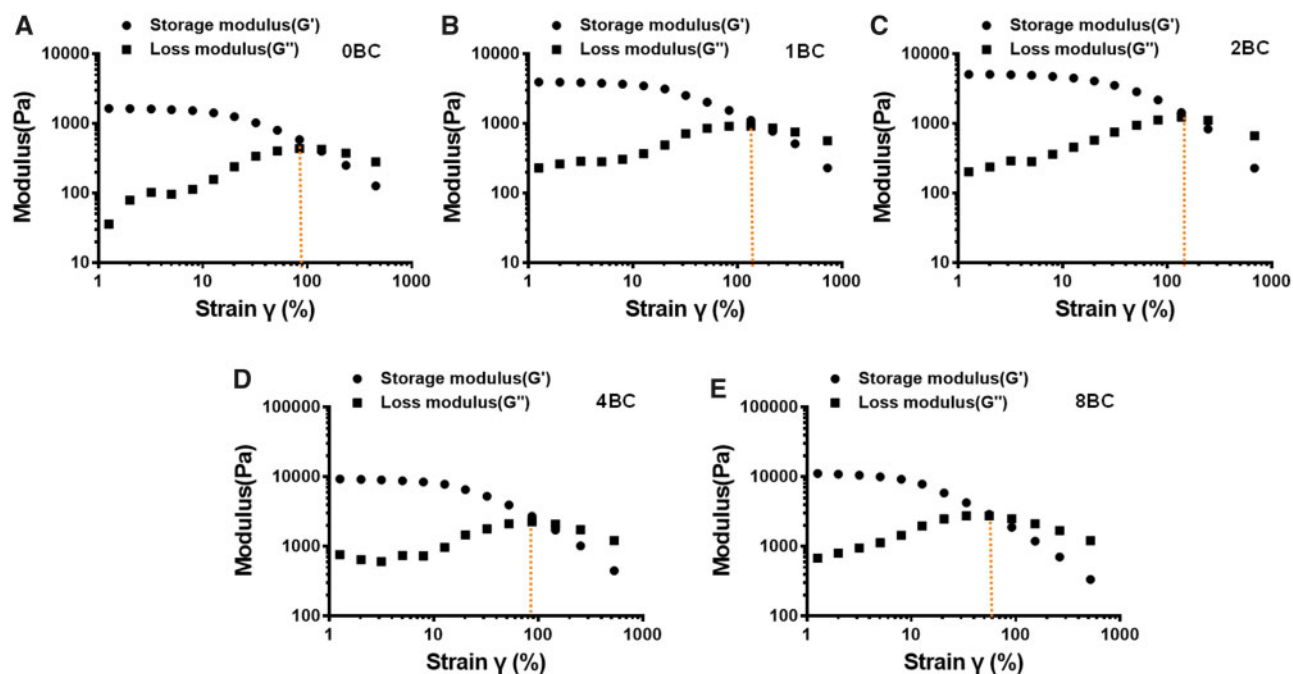 A
Storage modulus(G')
Loss modulus(G'')
0BC
Modulus(Pa)
10000
1000
100
10
1
10
100
1000
Strain γ (%)
B
Storage modulus(G')
Loss modulus(G'')
1BC
Modulus(Pa)
10000
1000
100
10
1
10
100
1000
Strain γ (%)
C
Storage modulus(G')
Loss modulus(G'')
2BC
Modulus(Pa)
10000
1000
100
10
1
10
100
1000
Strain γ (%)
D
Storage modulus(G')
Loss modulus(G'')
4BC
Modulus(Pa)
100000
10000
1000
100
1
10
100
1000
Strain γ (%)
E
Storage modulus(G')
Loss modulus(G'')
8BC
Modulus(Pa)
100000
10000
1000
100
1
10
100
1000
Strain γ (%)